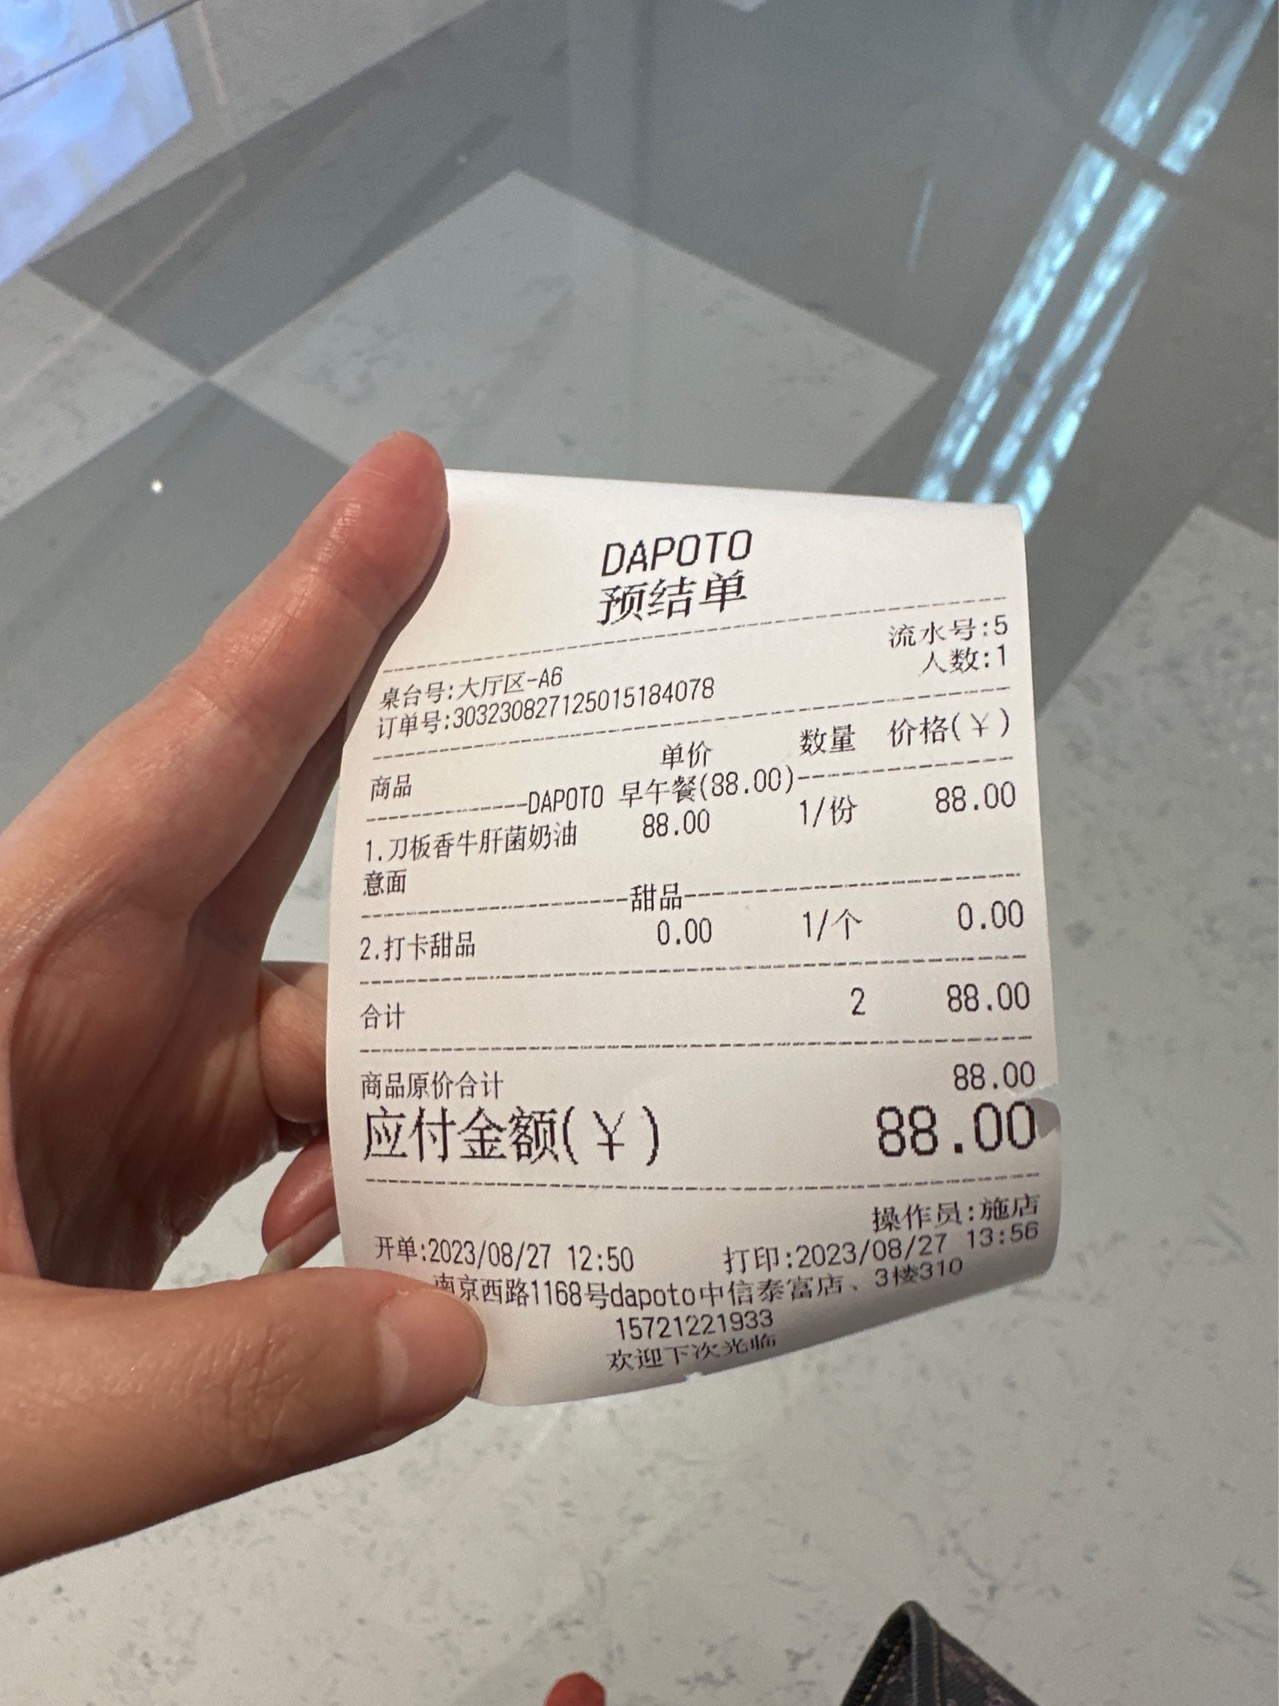 DAPOTO
预结单
流水号:5
桌台号:大厅区-A6 人数:1
订单号:303230827125015184078
商品 单价 数量 价格(￥)
----------DAPOTO 早午餐(88.00)----------
1.刀板香牛肝菌奶油 88.00 1/份 88.00
意面
----------甜品----------
2.打卡甜品 0.00 1/个 0.00
合计 2 88.00
商品原价合计 88.00
应付金额(￥) 88.00
操作员:施店
开单:2023/08/27 12:50 打印:2023/08/27 13:56
南京西路1168号dapoto中信泰富店、3楼310
15721221933
欢迎下次光临